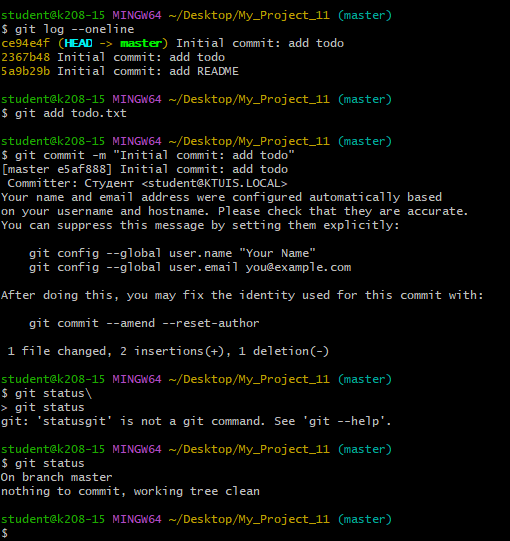 student@k208-15 MINGW64 ~/Desktop/My_Project_11 (master)
$ git log --oneline
ce94e4f (HEAD -> master) Initial commit: add todo
2367b48 Initial commit: add todo
5a9b29b Initial commit: add README
student@k208-15 MINGW64 ~/Desktop/My_Project_11 (master)
$ git add todo.txt
student@k208-15 MINGW64 ~/Desktop/My_Project_11 (master)
$ git commit -m "Initial commit: add todo"
[master e5af888] Initial commit: add todo
 Committer: Студент <student@KTUIS.LOCAL>
Your name and email address were configured automatically based
on your username and hostname. Please check that they are accurate.
You can suppress this message by setting them explicitly:
    git config --global user.name "Your Name"
    git config --global user.email you@example.com
After doing this, you may fix the identity used for this commit with:
    git commit --amend --reset-author
 1 file changed, 2 insertions(+), 1 deletion(-)
student@k208-15 MINGW64 ~/Desktop/My_Project_11 (master)
$ git status\
> git status
git: 'statusgit' is not a git command. See 'git --help'.
student@k208-15 MINGW64 ~/Desktop/My_Project_11 (master)
$ git status
On branch master
nothing to commit, working tree clean
student@k208-15 MINGW64 ~/Desktop/My_Project_11 (master)
$